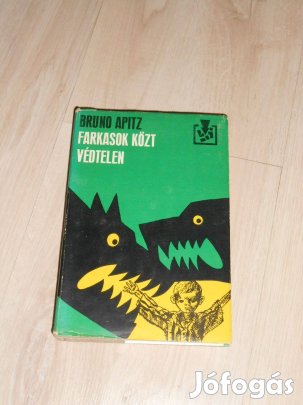 BRUNO APITZ
FARKASOK KÖZT
VÉDTELEN
Jófogás